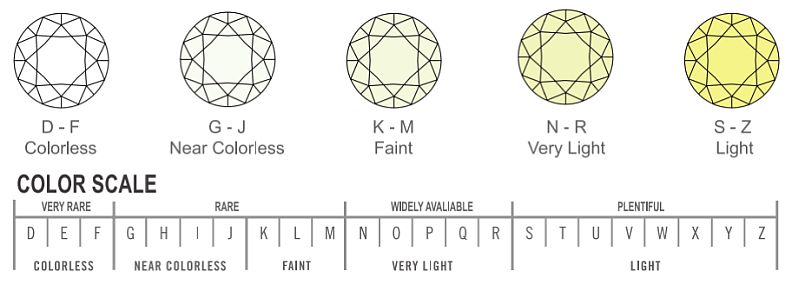 D - F G - J K - M N - R S - Z
Colorless Near Colorless Faint Very Light Light
COLOR SCALE
VERY RARE RARE WIDELY AVALIABLE PLENTIFUL
D E F G H I J K L M N O P Q R S T U V W X Y Z
COLORLESS NEAR COLORLESS FAINT VERY LIGHT LIGHT